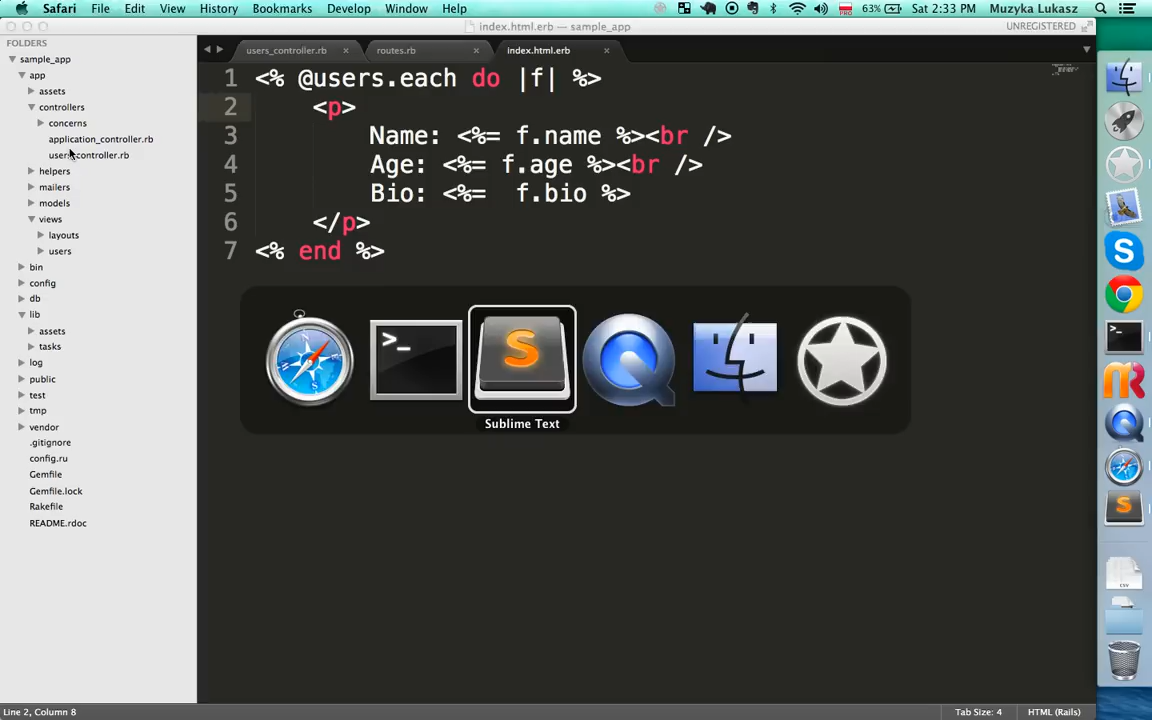 Safari File Edit View History Bookmarks Develop Window Help 63% Sat 2:33 PM Muzyka Lukasz
index.html.erb — sample_app UNREGISTERED
FOLDERS
sample_app
app
assets
controllers
concerns
application_controller.rb
users_controller.rb
helpers
mailers
models
views
layouts
users
bin
config
db
lib
assets
tasks
log
public
test
tmp
vendor
.gitignore
config.ru
Gemfile
Gemfile.lock
Rakefile
README.rdoc
users_controller.rb routes.rb index.html.erb
1 <% @users.each do |f| %>
2 <p>
3 Name: <%= f.name %><br />
4 Age: <%= f.age %><br />
5 Bio: <%=  f.bio %>
6 </p>
7 <% end %>
Sublime Text
CSV
Line 2, Column 8 Tab Size: 4 HTML (Rails)